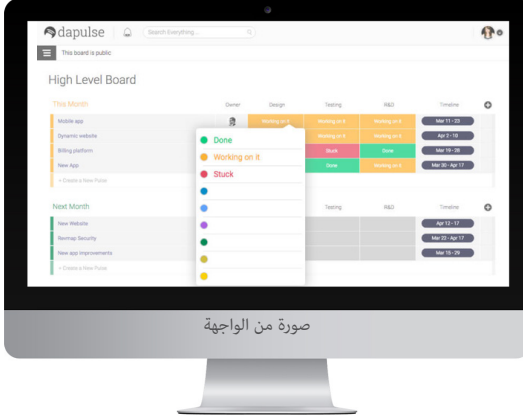 dapulse
Search Everything...
This board is public
High Level Board
This Month Owner Design Testing R&D Timeline
Mobile app Working on it Working on it Working on it Mar 11 - 23
Dynamic website Working on it Working on it Apr 2 - 10
Billing platform Stuck Done Mar 19 - 28
New App Done Working on it Mar 30 - Apr 17
+ Create a New Pulse
Done
Working on it
Stuck
Next Month Testing R&D Timeline
New Website Apr 12 - 17
Nexmap Security Mar 23 - Apr 17
New app improvements Mar 15 - 29
+ Create a New Pulse
صورة من الواجهة